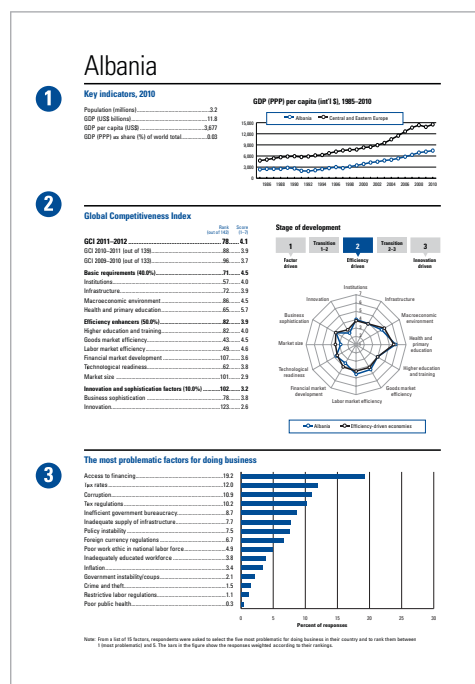 Albania
1
Key indicators, 2010
Population (millions)....3.2
GDP (US$ billions)....11.8
GDP per capita (US$)....3,677
GDP (PPP) as share (%) of world total....0.03
GDP (PPP) per capita (int'l $), 1985–2010
Albania Central and Eastern Europe
15,000
12,000
9,000
6,000
3,000
0
1986 1988 1990 1992 1994 1996 1998 2000 2002 2004 2006 2008 2010
2
Global Competitiveness Index
Rank Score
(out of 142) (1–7)
GCI 2011–2012....78....4.1
GCI 2010–2011 (out of 139)....88....3.9
GCI 2009–2010 (out of 133)....96....3.7
Basic requirements (40.0%)....71....4.5
Institutions....57....4.0
Infrastructure....72....3.9
Macroeconomic environment....86....4.5
Health and primary education....65....5.7
Efficiency enhancers (50.0%)....82....3.9
Higher education and training....82....4.0
Goods market efficiency....43....4.5
Labor market efficiency....49....4.6
Financial market development....107....3.6
Technological readiness....62....3.8
Market size....101....2.9
Innovation and sophistication factors (10.0%)....102....3.2
Business sophistication....78....3.8
Innovation....123....2.6
Stage of development
1 Transition 1–2 2 Transition 2–3 3
Factor driven Efficiency driven Innovation driven
Institutions
Infrastructure
Macroeconomic environment
Health and primary education
Higher education and training
Goods market efficiency
Labor market efficiency
Financial market development
Technological readiness
Market size
Business sophistication
Innovation
Albania Efficiency-driven economies
3
The most problematic factors for doing business
Access to financing....19.2
Tax rates....12.0
Corruption....10.9
Tax regulations....10.2
Inefficient government bureaucracy....8.7
Inadequate supply of infrastructure....7.7
Policy instability....7.5
Foreign currency regulations....6.7
Poor work ethic in national labor force....4.9
Inadequately educated workforce....3.8
Inflation....3.4
Government instability/coups....2.1
Crime and theft....1.5
Restrictive labor regulations....1.1
Poor public health....0.3
0 5 10 15 20 25 30
Percent of responses
Note: From a list of 15 factors, respondents were asked to select the five most problematic for doing business in their country and to rank them between
1 (most problematic) and 5. The bars in the figure show the responses weighted according to their rankings.